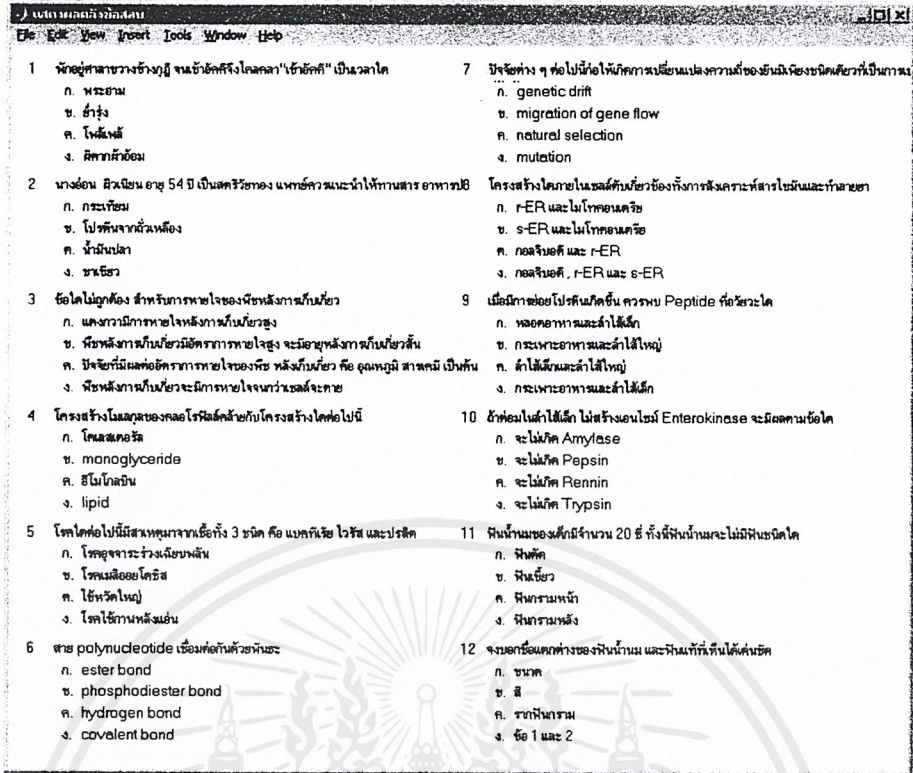 แสดงผลคลังข้อสอบ
File Edit View Insert Tools Window Help
1 พักอยู่ศาลาขวางข้างกุฎี จนเข้าอัคคีจึงไคลคลา"เข้าอัคคี" เป็นเวลาใด
ก. พระฮาม
ข. ย่ำรุ่ง
ค. โพล้เพล้
ง. ผีตากผ้าอ้อม
2 นางอ่อน ผิวเนียน อายุ 54 ปี เป็นสตรีวัยทอง แพทย์ควรแนะนำให้ทานสาร อาหารป
ก. กระเทียม
ข. โปรตีนจากถั่วเหลือง
ค. น้ำมันปลา
ง. ชาเขียว
3 ข้อใดไม่ถูกต้อง สำหรับการหายใจของพืชหลังการเก็บเกี่ยว
ก. แตงกวามีการหายใจหลังการเก็บเกี่ยวสูง
ข. พืชหลังการเก็บเกี่ยวมีอัตราการหายใจสูง จะมีอายุหลังการเก็บเกี่ยวสั้น
ค. ปัจจัยที่มีผลต่ออัตราการหายใจของพืช หลังเก็บเกี่ยว คือ อุณหภูมิ สารเคมี เป็นต้น
ง. พืชหลังการเก็บเกี่ยวจะมีการหายใจจนกว่าเซลล์จะตาย
4 โครงสร้างโมเลกุลของคลอโรฟิลล์คล้ายกับโครงสร้างใดต่อไปนี้
ก. โคเลสเตอรัล
ข. monoglyceride
ค. ฮีโมโกลบิน
ง. lipid
5 โรคใดต่อไปนี้มีสาเหตุมาจากเชื้อทั้ง 3 ชนิด คือ แบคทีเรีย ไวรัส และปรสิต
ก. โรคอุจจาระร่วงเฉียบพลัน
ข. โรคเมลิออยโดซิส
ค. ไข้หวัดใหญ่
ง. โรคไข้กาฬหลังแอ่น
6 สาย polynucleotide เชื่อมต่อกันด้วยพันธะ
ก. ester bond
ข. phosphodiester bond
ค. hydrogen bond
ง. covalent bond
7 ปัจจัยต่าง ๆ ต่อไปนี้ก่อให้เกิดการเปลี่ยนแปลงความถี่ของยีนมีเพียงชนิดเดียวที่เป็นการเป
ก. genetic drift
ข. migration of gene flow
ค. natural selection
ง. mutation
8 โครงสร้างใดภายในเซลล์ตับเกี่ยวข้องทั้งการสังเคราะห์สารไขมันและทำลายยา
ก. r-ER และไมโทคอนเดรีย
ข. s-ER และไมโทคอนเดรีย
ค. กอลจิบอดี และ r-ER
ง. กอลจิบอดี , r-ER และ s-ER
9 เมื่อมีการย่อยโปรตีนเกิดขึ้น ควรพบ Peptide ที่อวัยวะใด
ก. หลอดอาหารและลำไส้เล็ก
ข. กระเพาะอาหารและลำไส้ใหญ่
ค. ลำไส้เล็กและลำไส้ใหญ่
ง. กระเพาะอาหารและลำไส้เล็ก
10 ถ้าต่อมในลำไส้เล็ก ไม่สร้างเอนไซม์ Enterokinase จะมีผลตามข้อใด
ก. จะไม่เกิด Amylase
ข. จะไม่เกิด Pepsin
ค. จะไม่เกิด Rennin
ง. จะไม่เกิด Trypsin
11 ฟันน้ำนมของเด็กมีจำนวน 20 ซี่ ทั้งนี้ฟันน้ำนมจะไม่มีฟันชนิดใด
ก. ฟันตัด
ข. ฟันเขี้ยว
ค. ฟันกรามหน้า
ง. ฟันกรามหลัง
12 จงบอกข้อแตกต่างของฟันน้ำนม และฟันแท้ที่เห็นได้เด่นชัด
ก. ขนาด
ข. สี
ค. รากฟันกราม
ง. ข้อ 1 และ 2